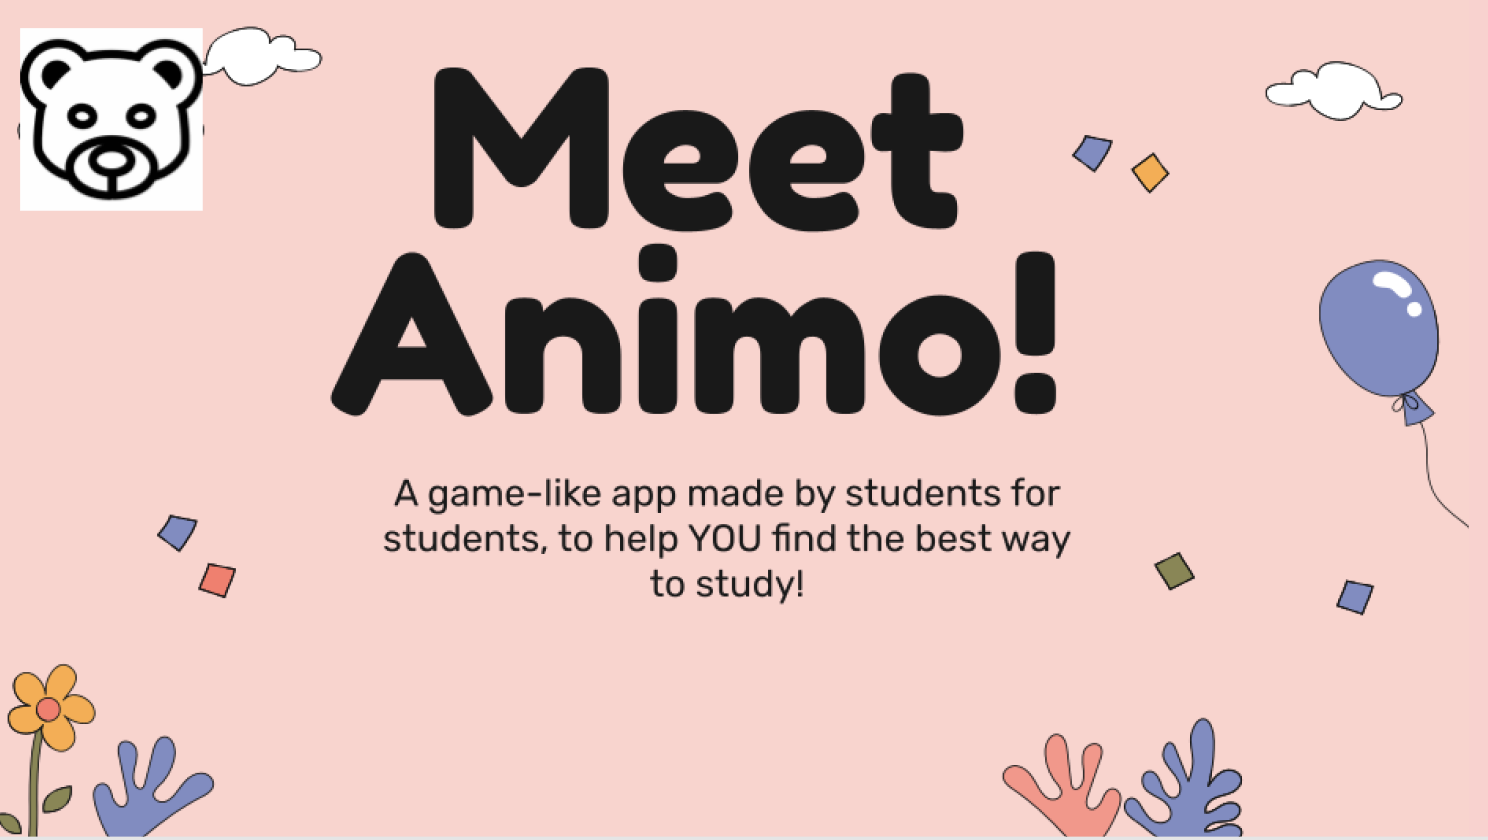 Meet
Animo!
A game-like app made by students for
students, to help YOU find the best way
to study!